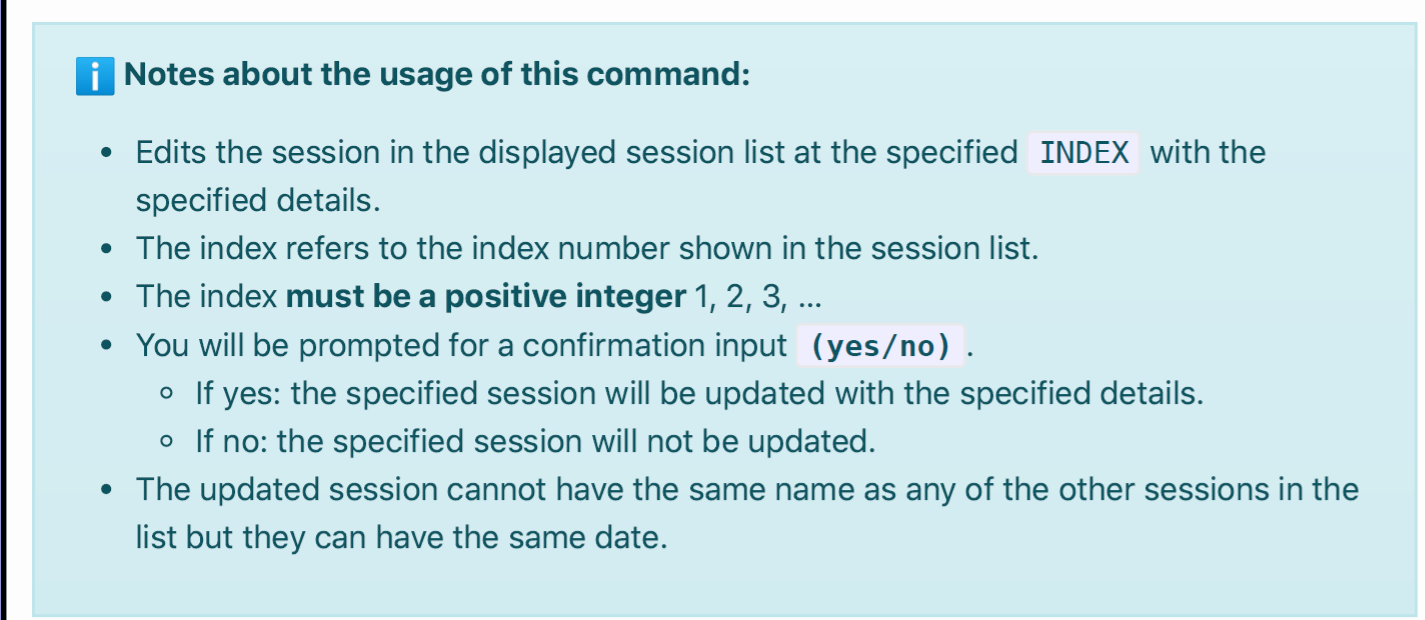 ℹ️ Notes about the usage of this command:
• Edits the session in the displayed session list at the specified INDEX with the
specified details.
• The index refers to the index number shown in the session list.
• The index must be a positive integer 1, 2, 3, ...
• You will be prompted for a confirmation input (yes/no).
◦ If yes: the specified session will be updated with the specified details.
◦ If no: the specified session will not be updated.
• The updated session cannot have the same name as any of the other sessions in the
list but they can have the same date.